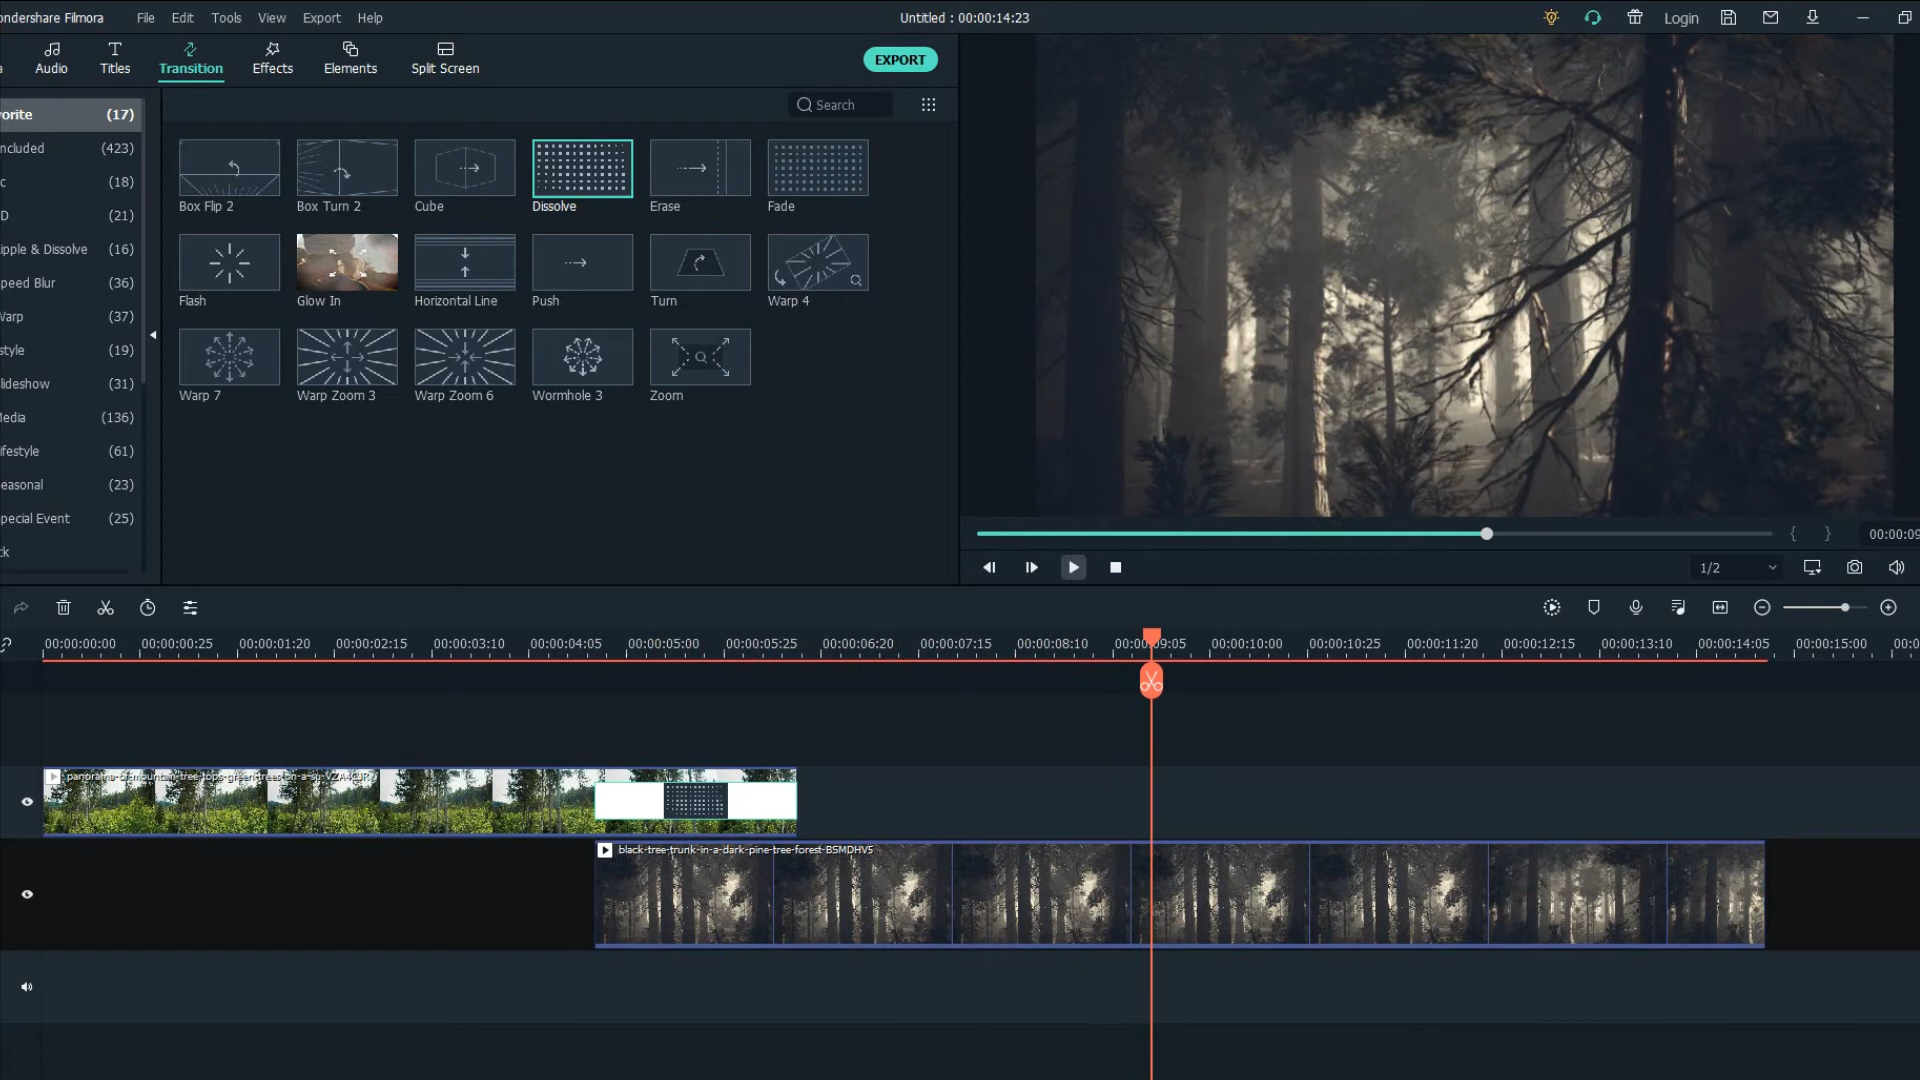 ondershare Filmora File Edit Tools View Export Help Untitled : 00:00:14:23 Login
Audio Titles Transition Effects Elements Split Screen EXPORT
orite (17)
ncluded (423)
c (18)
D (21)
ipple & Dissolve (16)
peed Blur (36)
Warp (37)
style (19)
lideshow (31)
Media (136)
ifestyle (61)
easonal (23)
pecial Event (25)
ck
Search
Box Flip 2 Box Turn 2 Cube Dissolve Erase Fade
Flash Glow In Horizontal Line Push Turn Warp 4
Warp 7 Warp Zoom 3 Warp Zoom 6 Wormhole 3 Zoom
{ } 00:00:09
1/2
00:00:00:00 00:00:00:25 00:00:01:20 00:00:02:15 00:00:03:10 00:00:04:05 00:00:05:00 00:00:05:25 00:00:06:20 00:00:07:15 00:00:08:10 00:00:09:05 00:00:10:00 00:00:10:25 00:00:11:20 00:00:12:15 00:00:13:10 00:00:14:05 00:00:15:00 00:0
panorama-of-mountain-tree-tops-green-trees-on-a-su
black-tree-trunk-in-a-dark-pine-tree-forest-BSMDHV5